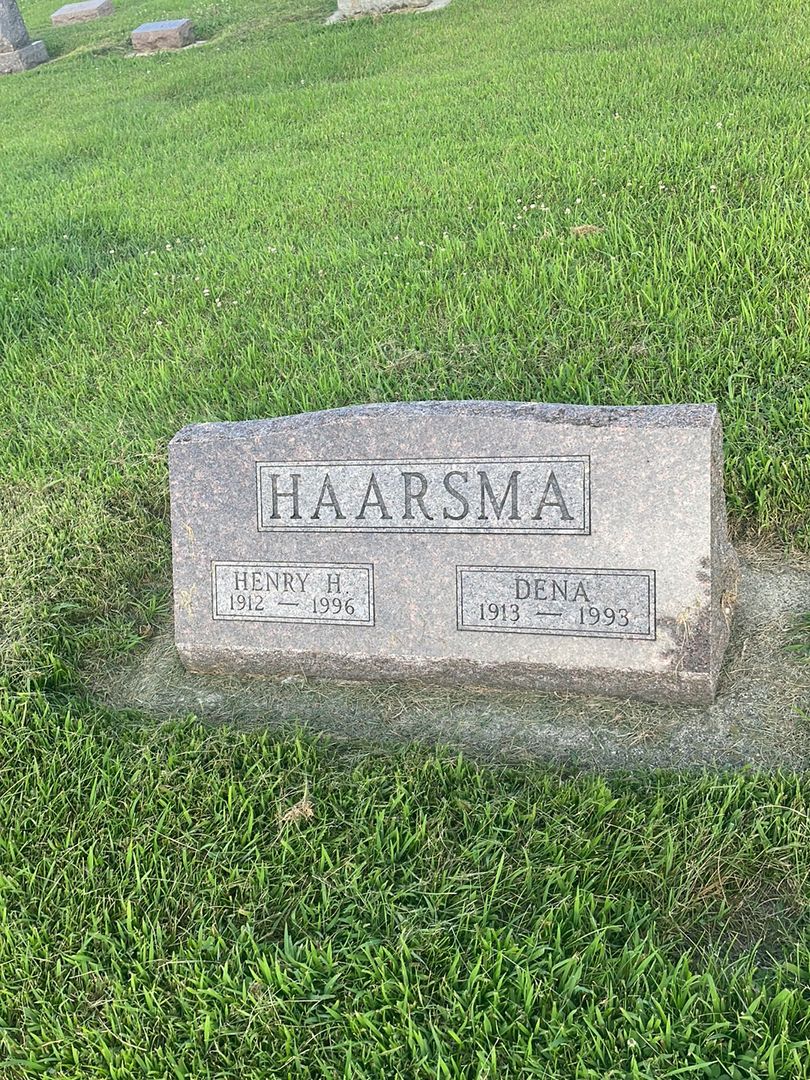 HAARSMA
HENRY H.
1912 — 1996
DENA
1913 — 1993